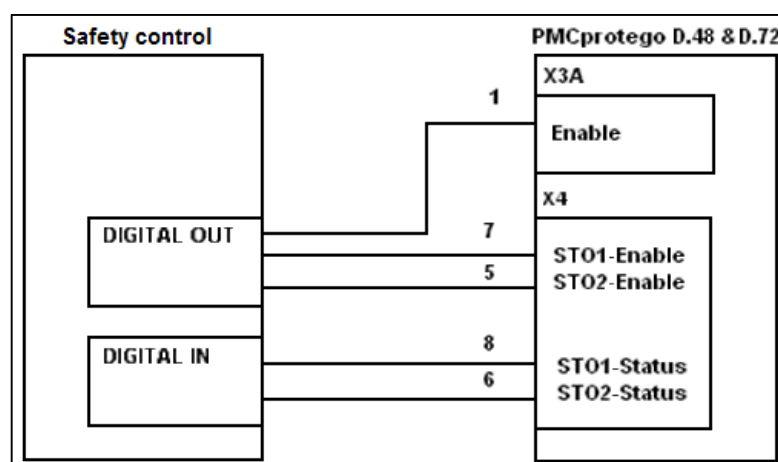 Safety control
PMCprotego D.48 & D.72
X3A
1
Enable
X4
DIGITAL OUT
7
STO1-Enable
5
STO2-Enable
DIGITAL IN
8
STO1-Status
6
STO2-Status